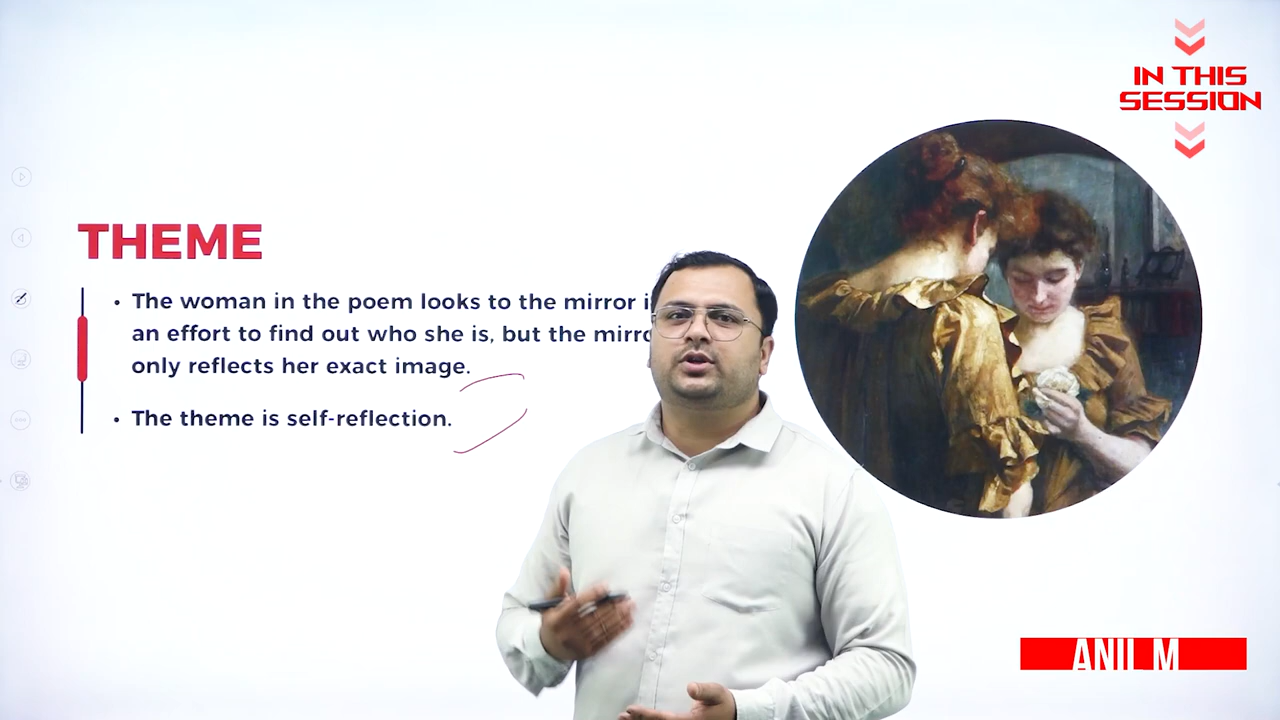 IN THIS
SESSION
THEME
• The woman in the poem looks to the mirror
an effort to find out who she is, but the
only reflects her exact image.
• The theme is self-reflection.
ANIL M